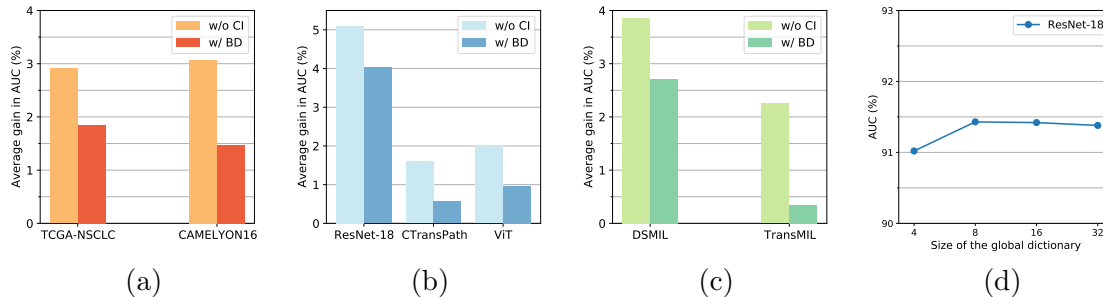 Average gain in AUC (%)
4
3
2
1
0
w/o CI
w/ BD
TCGA-NSCLC
CAMELYON16
(a)
Average gain in AUC (%)
5
4
3
2
1
0
w/o CI
w/ BD
ResNet-18
CTransPath
ViT
(b)
Average gain in AUC (%)
4
3
2
1
0
w/o CI
w/ BD
DSMIL
TransMIL
(c)
AUC (%)
93
92
91
90
ResNet-18
4
8
16
32
Size of the global dictionary
(d)